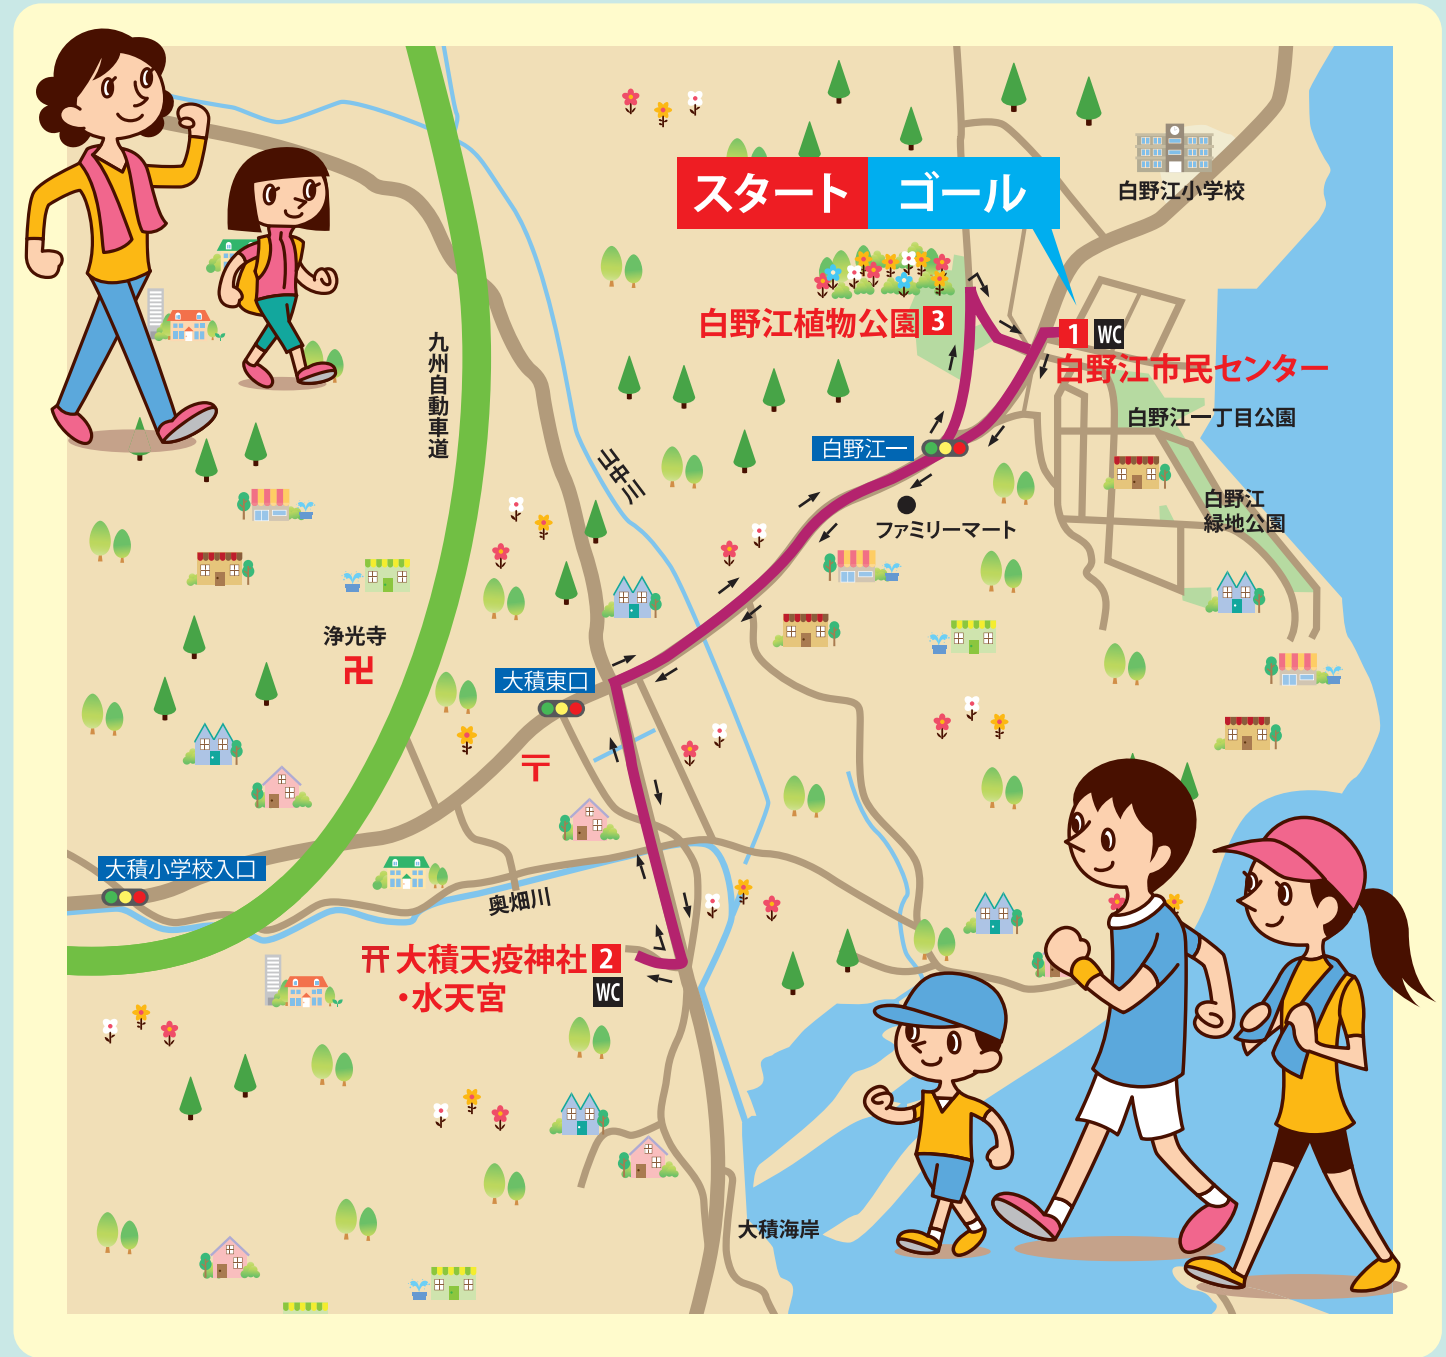 スタート ゴール
白野江小学校
白野江植物公園 3
1 WC
白野江市民センター
九州自動車道
白野江一丁目公園
白野江一
山中川
白野江
緑地公園
ファミリーマート
浄光寺
卍
大積東口
〒
大積小学校入口
奥畑川
大積天疫神社 2
・水天宮 WC
大積海岸